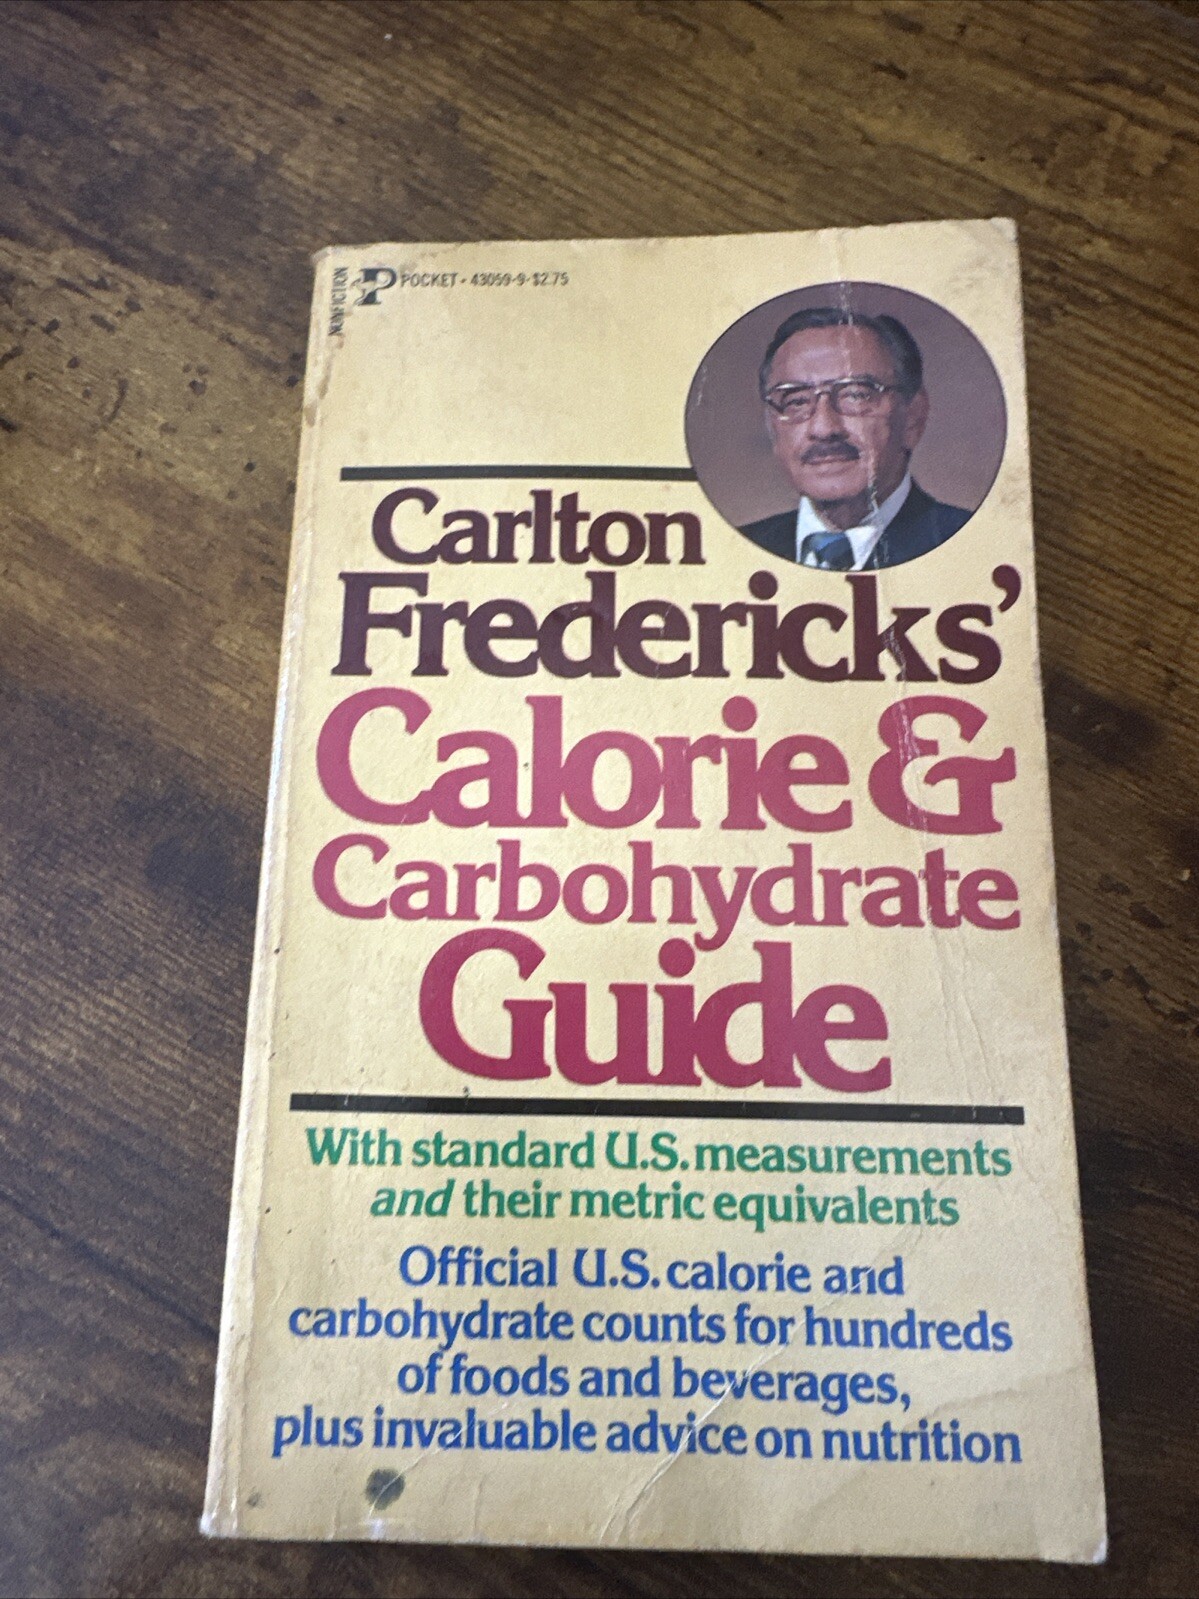 NONFICTION
P
POCKET • 43059-9 • $2.75
Carlton
Fredericks'
Calorie &
Carbohydrate
Guide
With standard U.S. measurements
and their metric equivalents
Official U.S. calorie and
carbohydrate counts for hundreds
of foods and beverages,
plus invaluable advice on nutrition